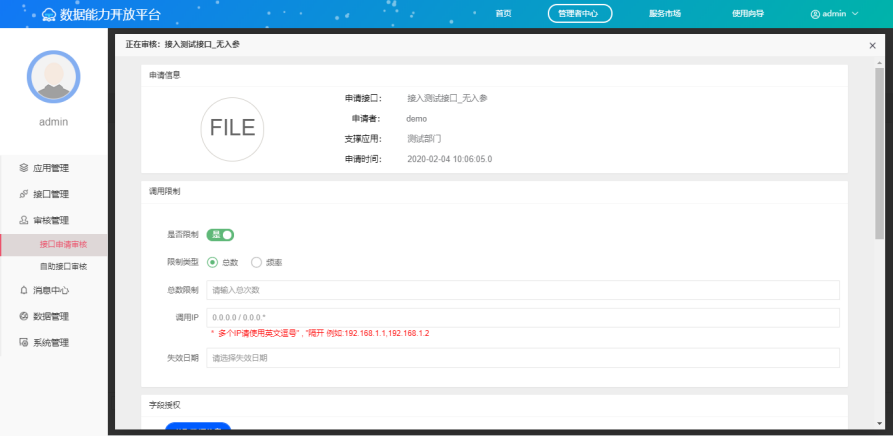 数据能力开放平台
首页
管理者中心
服务市场
使用向导
admin
正在审核：接入测试接口_无入参
×
admin
应用管理
接口管理
审核管理
接口申请审核
自助接口审核
消息中心
数据管理
系统管理
申请信息
FILE
申请接口： 接入测试接口_无入参
申请者： demo
支撑应用： 测试部门
申请时间： 2020-02-04 10:06:05.0
调用限制
是否限制 是
限制类型 总数 频率
总数限制 请输入总次数
调用IP 0.0.0.0 / 0.0.0.*
* 多个IP请使用英文逗号" , "隔开 例如:192.168.1.1,192.168.1.2
失效日期 请选择失效日期
字段授权